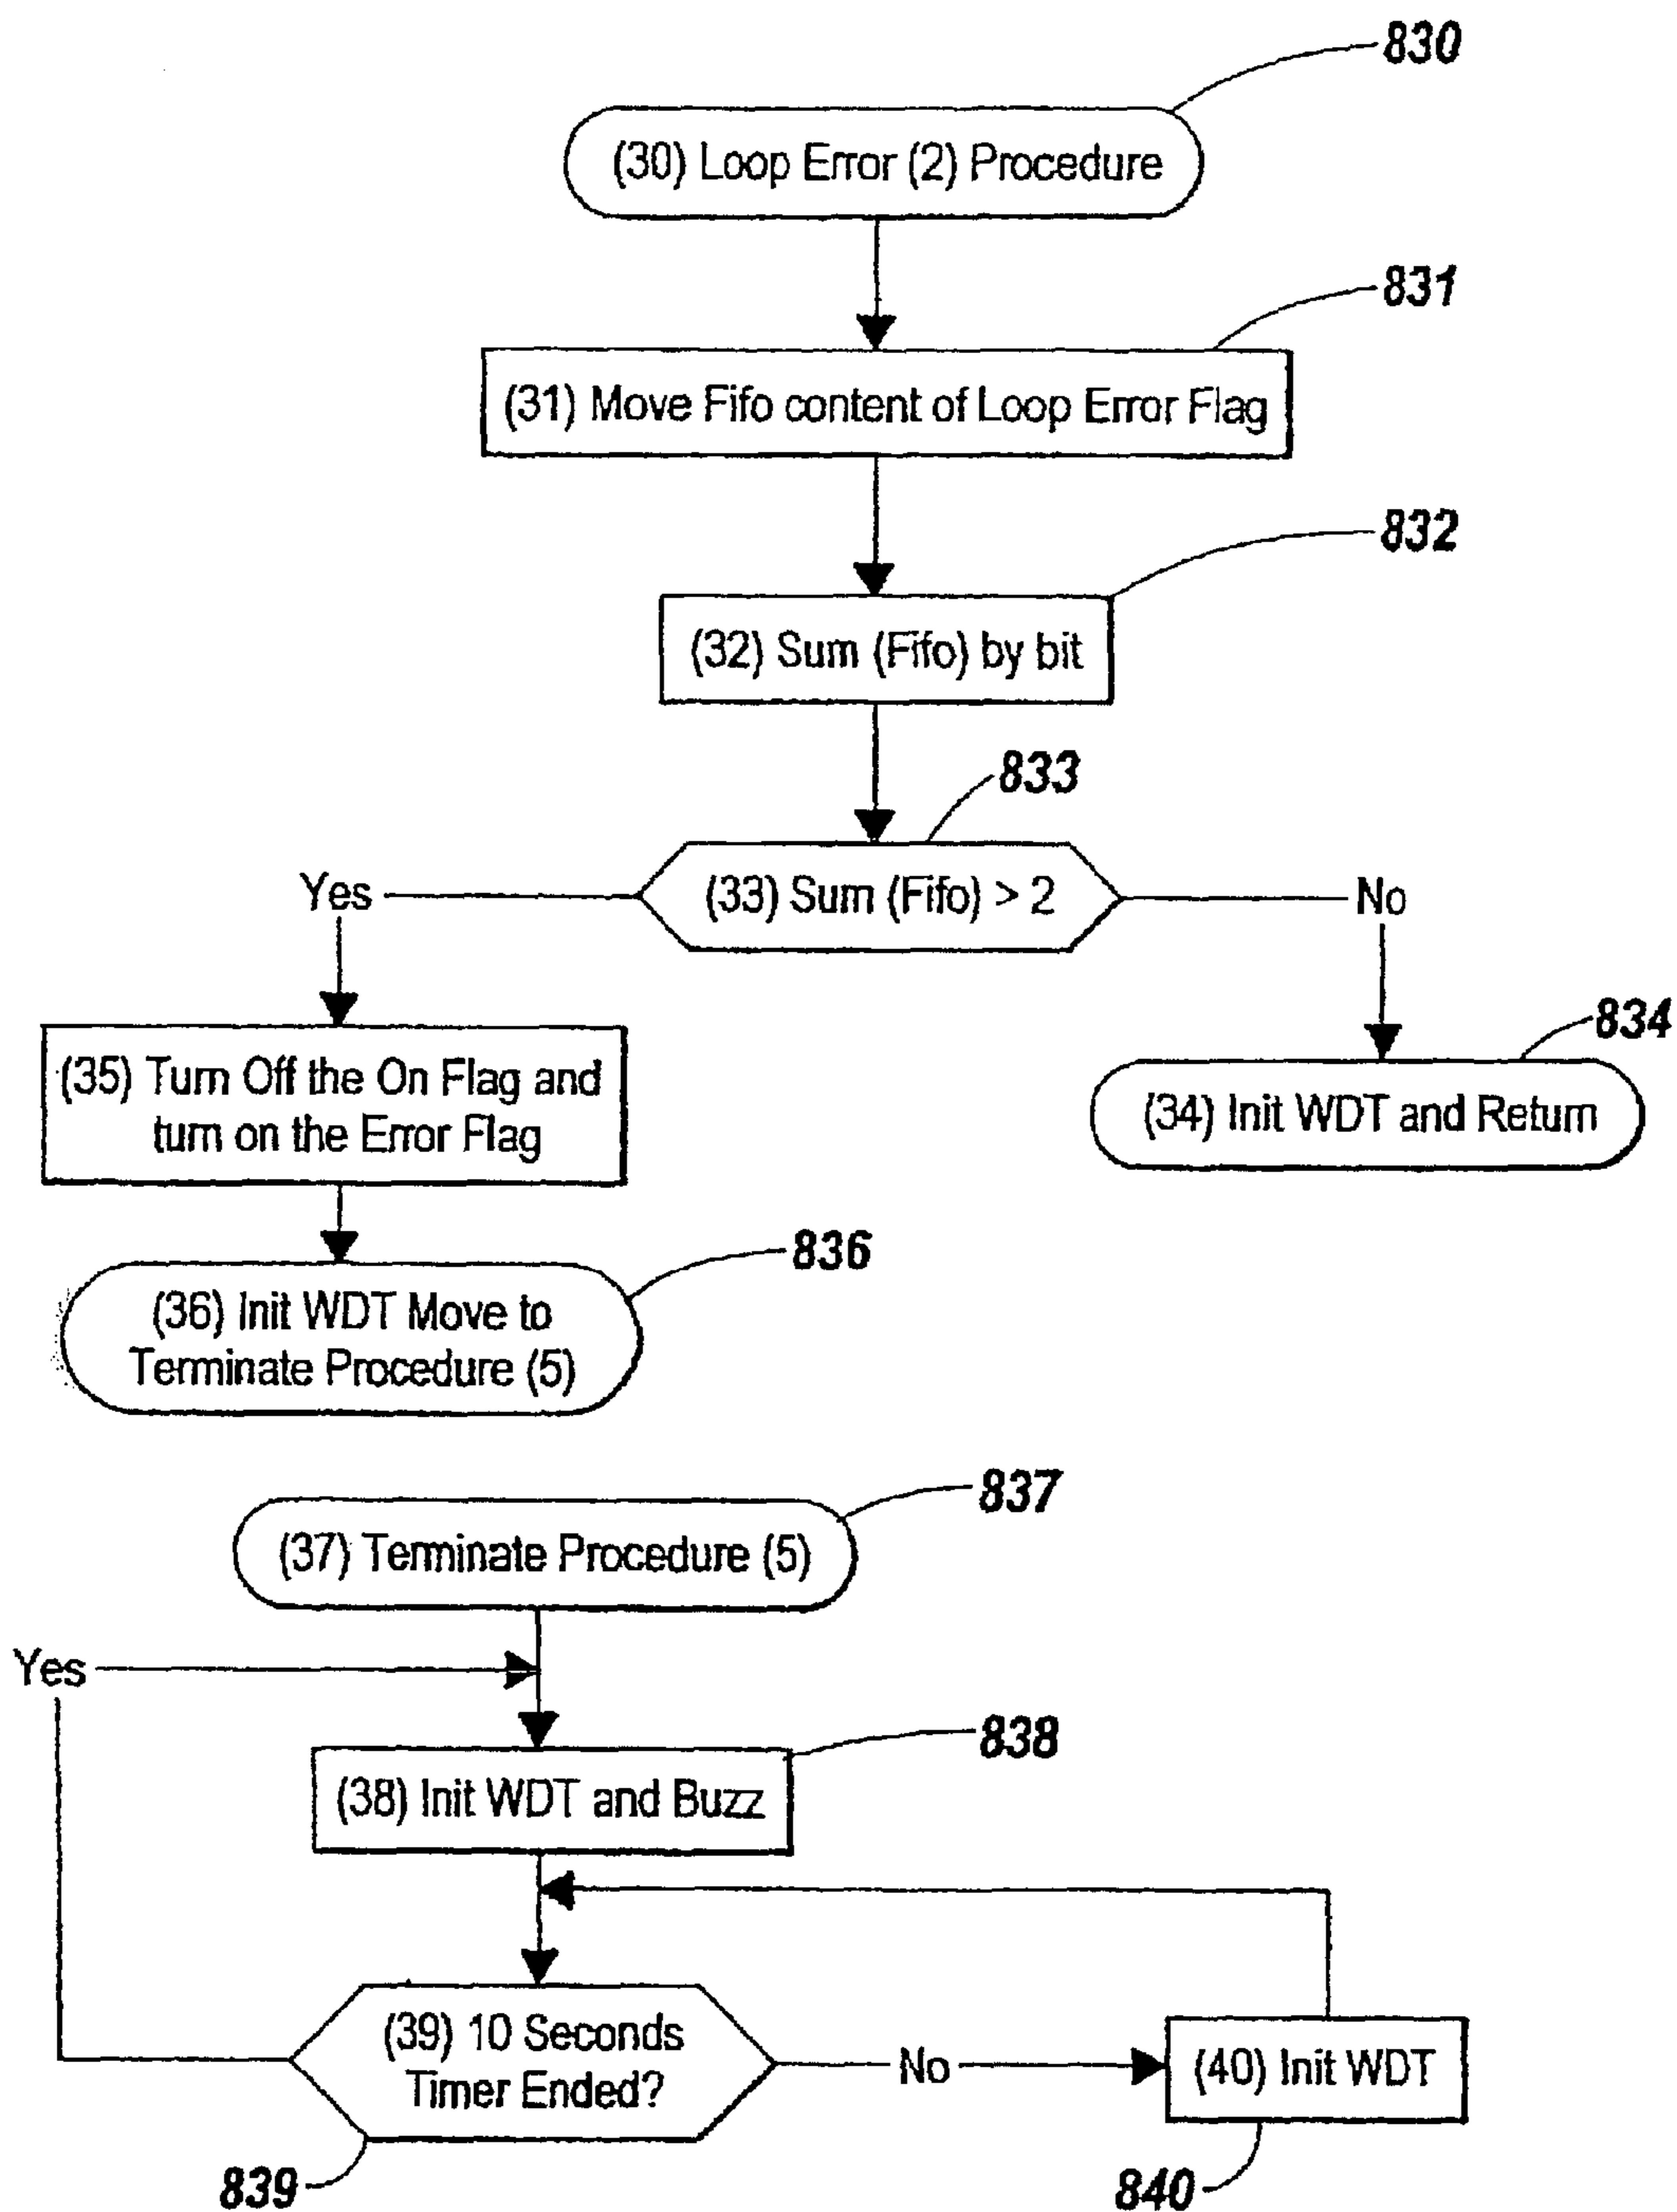 830
(30) Loop Error (2) Procedure
831
(31) Move Fifo content of Loop Error Flag
832
(32) Sum (Fifo) by bit
833
Yes
(33) Sum (Fifo) > 2
No
834
(35) Turn Off the On Flag and
turn on the Error Flag
(34) Init WDT and Return
836
(36) Init WDT Move to
Terminate Procedure (5)
837
(37) Terminate Procedure (5)
Yes
838
(38) Init WDT and Buzz
(39) 10 Seconds
Timer Ended?
No
(40) Init WDT
839
840